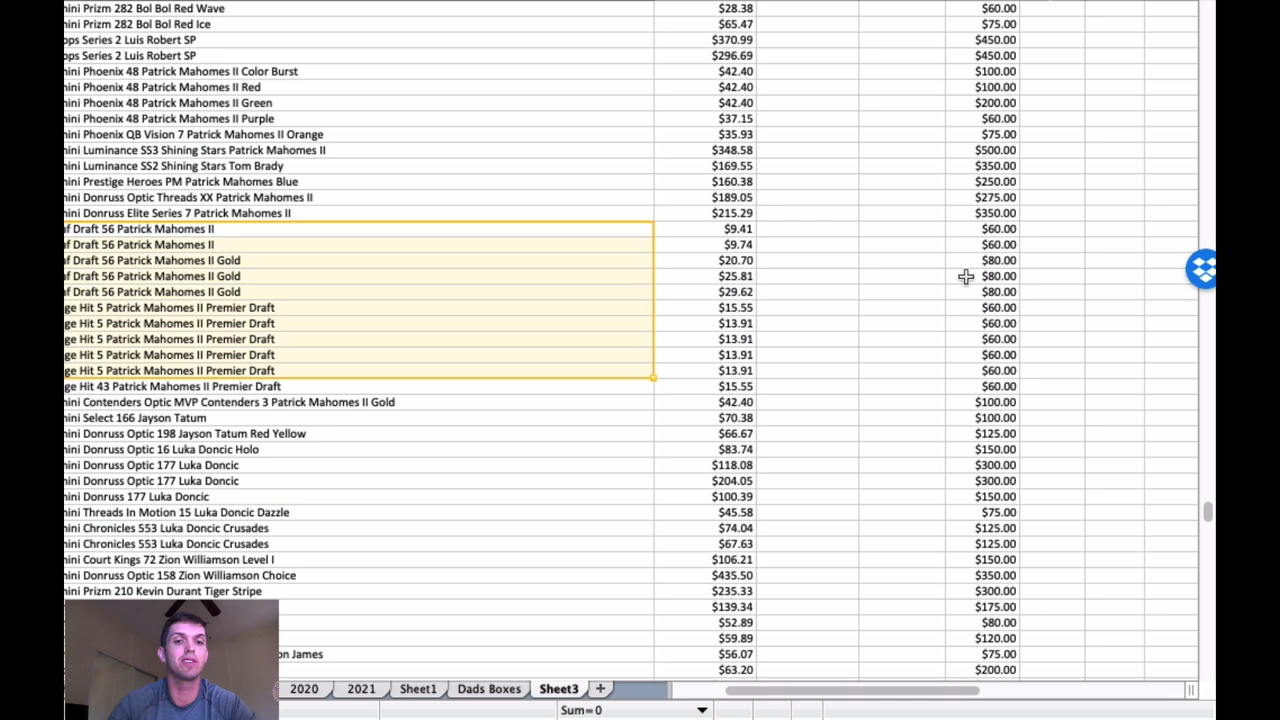 nini Prizm 282 Bol Bol Red Wave $28.38 $60.00
nini Prizm 282 Bol Bol Red Ice $65.47 $75.00
ops Series 2 Luis Robert SP $370.99 $450.00
ops Series 2 Luis Robert SP $296.69 $450.00
nini Phoenix 48 Patrick Mahomes II Color Burst $42.40 $100.00
nini Phoenix 48 Patrick Mahomes II Red $42.40 $100.00
nini Phoenix 48 Patrick Mahomes II Green $42.40 $200.00
nini Phoenix 48 Patrick Mahomes II Purple $37.15 $60.00
nini Phoenix QB Vision 7 Patrick Mahomes II Orange $35.93 $75.00
nini Luminance SS3 Shining Stars Patrick Mahomes II $348.58 $500.00
nini Luminance SS2 Shining Stars Tom Brady $169.55 $350.00
nini Prestige Heroes PM Patrick Mahomes Blue $160.38 $250.00
nini Donruss Optic Threads XX Patrick Mahomes II $189.05 $275.00
nini Donruss Elite Series 7 Patrick Mahomes II $215.29 $350.00
af Draft 56 Patrick Mahomes II $9.41 $60.00
af Draft 56 Patrick Mahomes II $9.74 $60.00
af Draft 56 Patrick Mahomes II Gold $20.70 $80.00
af Draft 56 Patrick Mahomes II Gold $25.81 $80.00
af Draft 56 Patrick Mahomes II Gold $29.62 $80.00
ge Hit 5 Patrick Mahomes II Premier Draft $15.55 $60.00
ge Hit 5 Patrick Mahomes II Premier Draft $13.91 $60.00
ge Hit 5 Patrick Mahomes II Premier Draft $13.91 $60.00
ge Hit 5 Patrick Mahomes II Premier Draft $13.91 $60.00
ge Hit 5 Patrick Mahomes II Premier Draft $13.91 $60.00
ge Hit 43 Patrick Mahomes II Premier Draft $15.55 $60.00
nini Contenders Optic MVP Contenders 3 Patrick Mahomes II Gold $42.40 $100.00
nini Select 166 Jayson Tatum $70.38 $100.00
nini Donruss Optic 198 Jayson Tatum Red Yellow $66.67 $125.00
nini Donruss Optic 16 Luka Doncic Holo $83.74 $150.00
nini Donruss Optic 177 Luka Doncic $118.08 $300.00
nini Donruss Optic 177 Luka Doncic $204.05 $300.00
nini Donruss 177 Luka Doncic $100.39 $150.00
nini Threads In Motion 15 Luka Doncic Dazzle $45.58 $75.00
nini Chronicles 553 Luka Doncic Crusades $74.04 $125.00
nini Chronicles 553 Luka Doncic Crusades $67.63 $125.00
nini Court Kings 72 Zion Williamson Level I $106.21 $150.00
nini Donruss Optic 158 Zion Williamson Choice $435.50 $350.00
nini Prizm 210 Kevin Durant Tiger Stripe $235.33 $300.00
$139.34 $175.00
$52.89 $80.00
$59.89 $120.00
on James $56.07 $75.00
$63.20 $200.00
2020 2021 Sheet1 Dads Boxes Sheet3 +
Sum=0